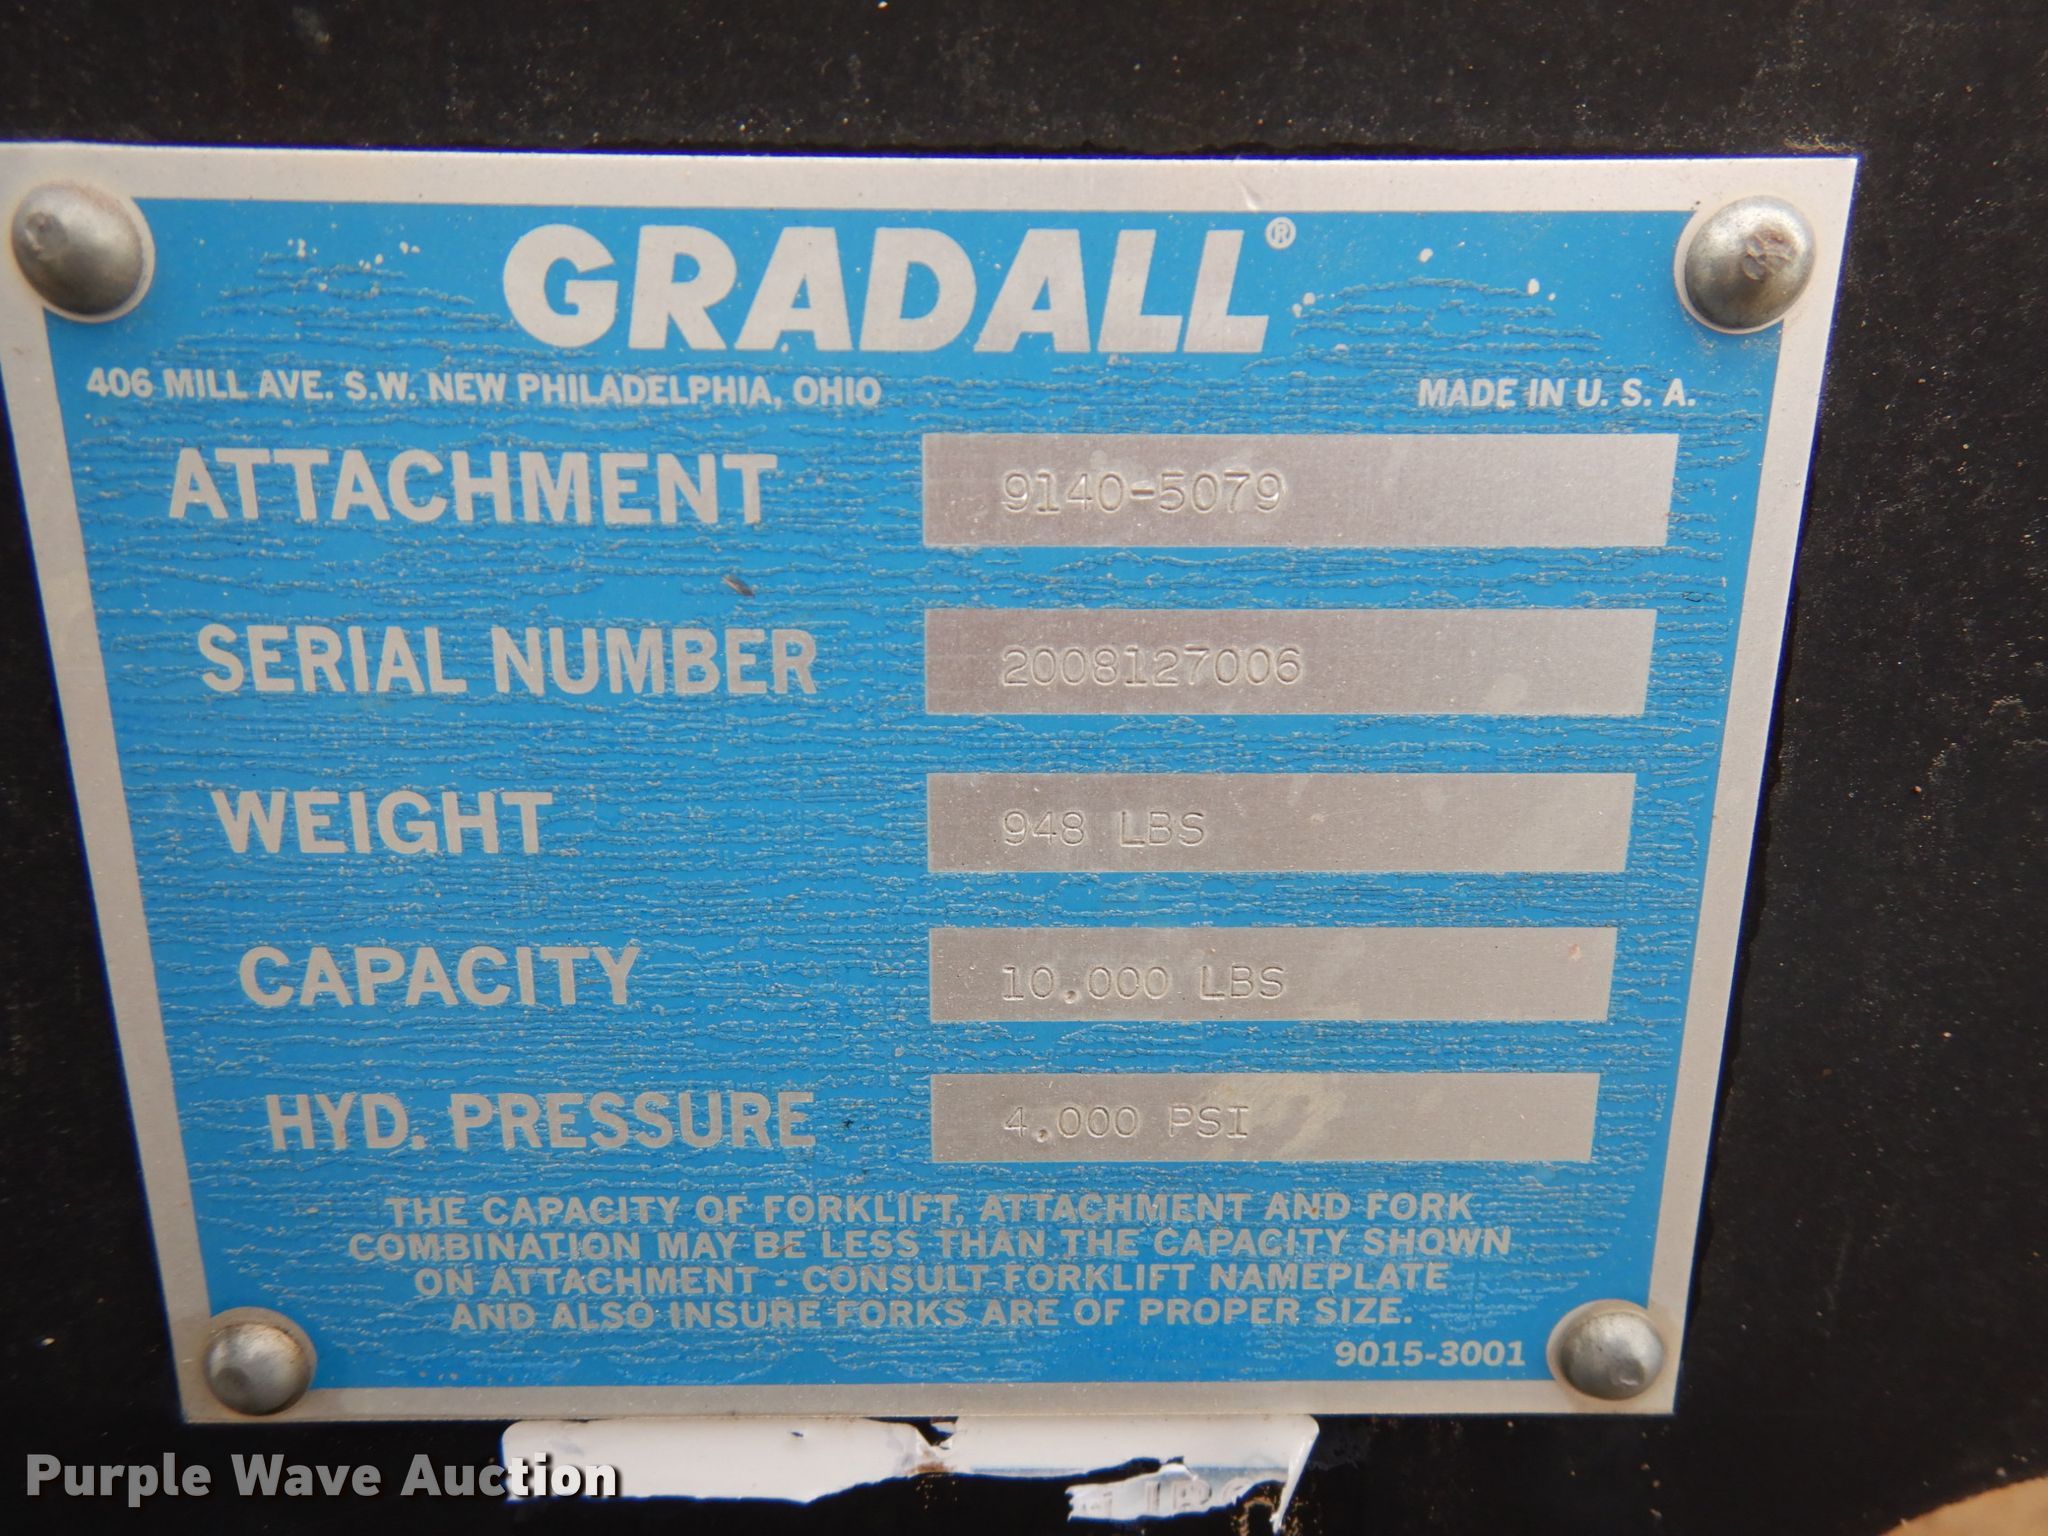 GRADALL®
406 MILL AVE. S.W. NEW PHILADELPHIA, OHIO MADE IN U. S. A.
ATTACHMENT 9140-5079
SERIAL NUMBER 2008127006
WEIGHT 948 LBS
CAPACITY 10,000 LBS
HYD. PRESSURE 4,000 PSI
THE CAPACITY OF FORKLIFT, ATTACHMENT AND FORK
COMBINATION MAY BE LESS THAN THE CAPACITY SHOWN
ON ATTACHMENT - CONSULT FORKLIFT NAMEPLATE
AND ALSO INSURE FORKS ARE OF PROPER SIZE.
9015-3001
Purple Wave Auction